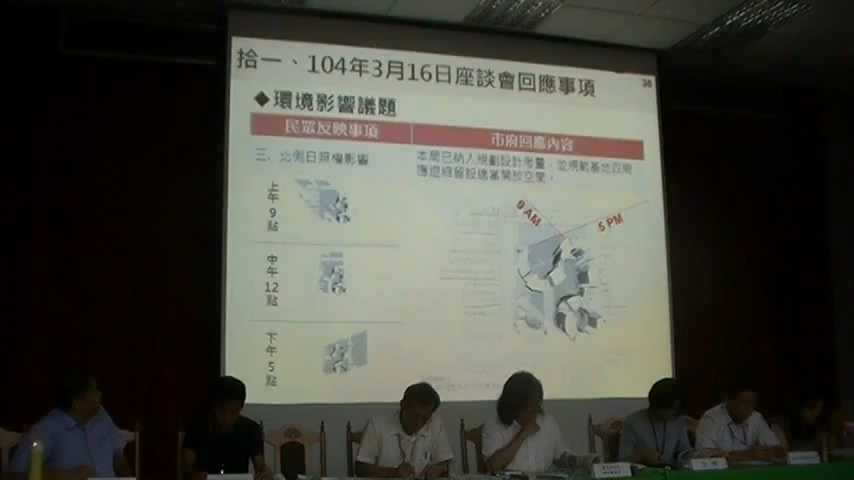 拾一、104年3月16日座談會回應事項
36
◆環境影響議題
民眾反映事項
市府回應內容
三、北側日照權影響
本局已納入規劃設計考量，並規範基地四周
應退縮留設適當開放空間。
上午9點
中午12點
下午5點
9 AM
5 PM